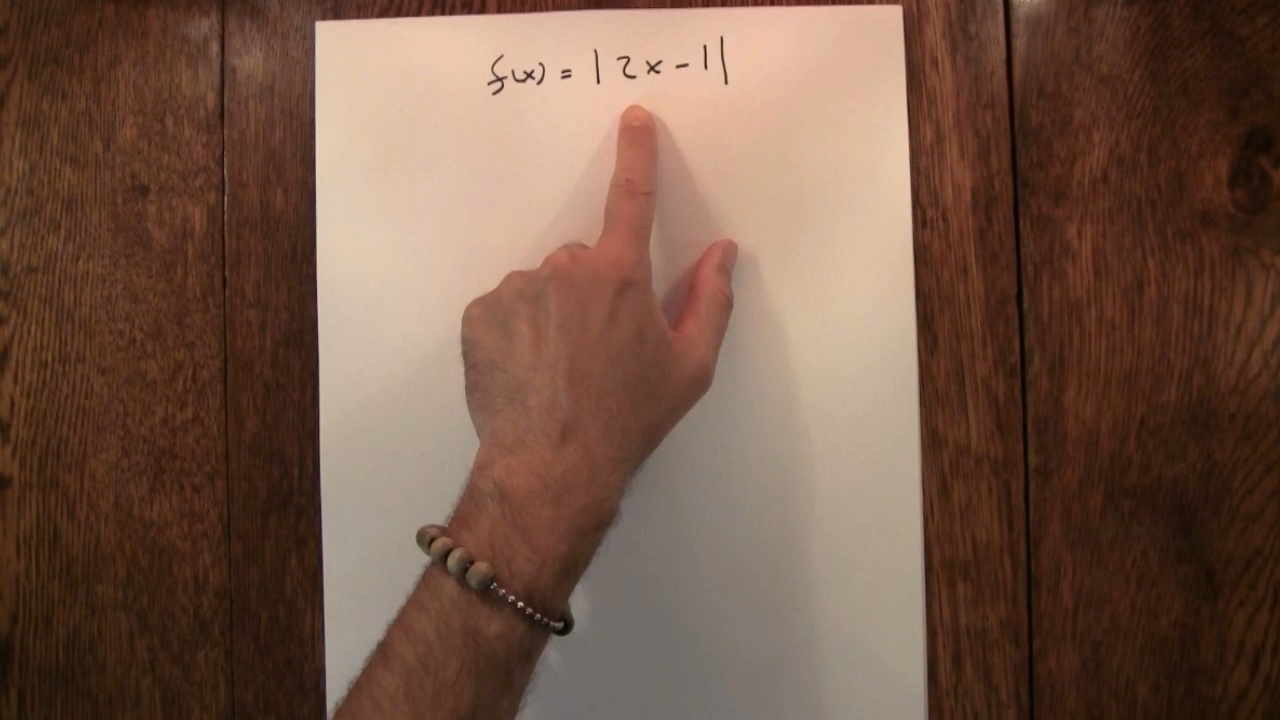 f(x) = |2x-1|